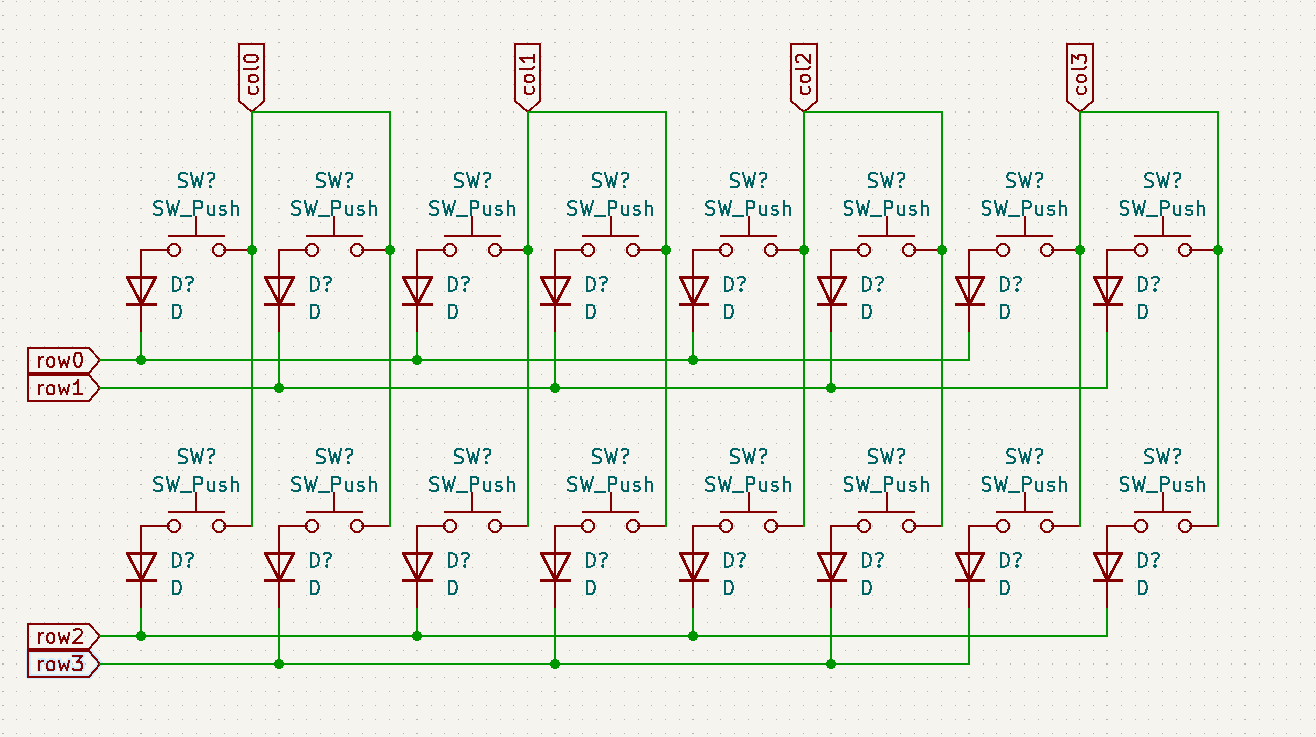 col0 col1 col2 col3
SW? SW? SW? SW? SW? SW? SW? SW?
SW_Push SW_Push SW_Push SW_Push SW_Push SW_Push SW_Push SW_Push
D? D? D? D? D? D? D? D?
D D D D D D D D
row0
row1
SW? SW? SW? SW? SW? SW? SW? SW?
SW_Push SW_Push SW_Push SW_Push SW_Push SW_Push SW_Push SW_Push
D? D? D? D? D? D? D? D?
D D D D D D D D
row2
row3